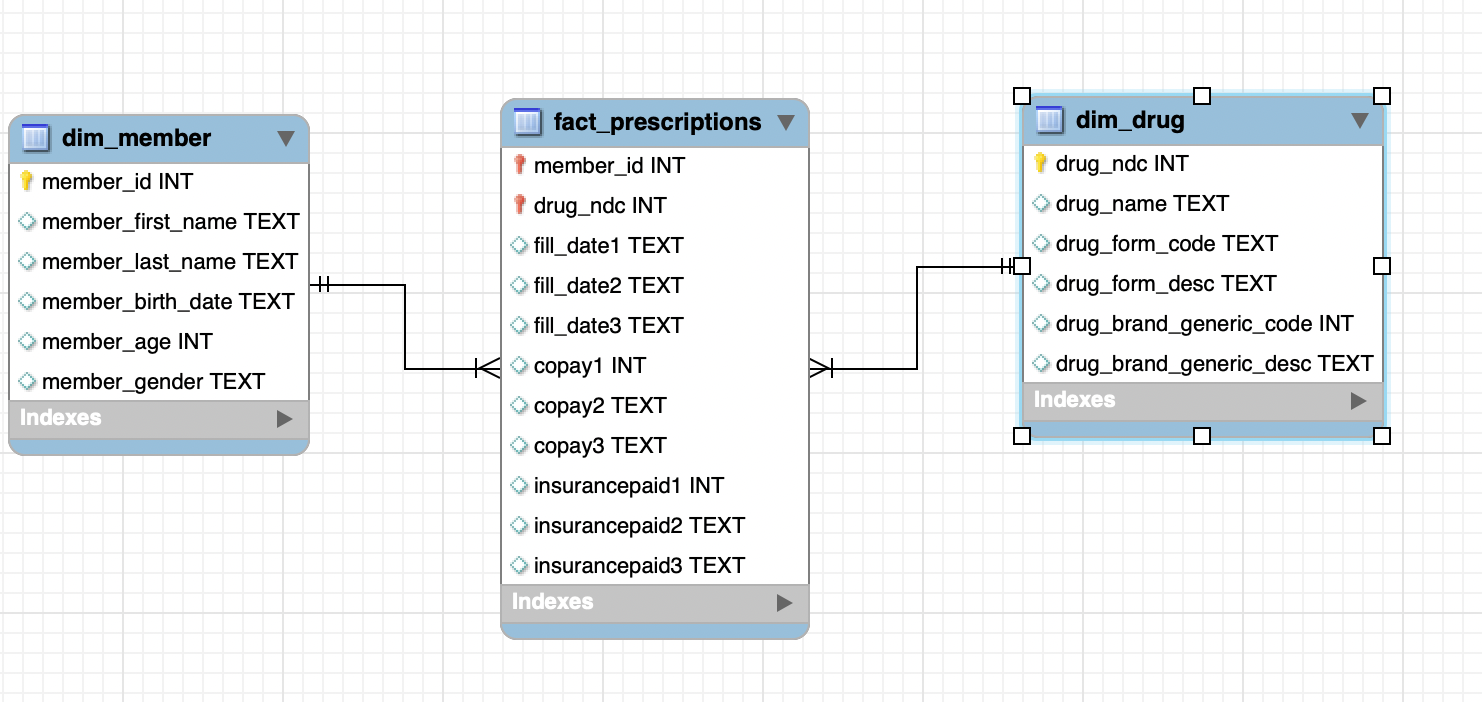 dim_member
member_id INT
member_first_name TEXT
member_last_name TEXT
member_birth_date TEXT
member_age INT
member_gender TEXT
Indexes
fact_prescriptions
member_id INT
drug_ndc INT
fill_date1 TEXT
fill_date2 TEXT
fill_date3 TEXT
copay1 INT
copay2 TEXT
copay3 TEXT
insurancepaid1 INT
insurancepaid2 TEXT
insurancepaid3 TEXT
Indexes
dim_drug
drug_ndc INT
drug_name TEXT
drug_form_code TEXT
drug_form_desc TEXT
drug_brand_generic_code INT
drug_brand_generic_desc TEXT
Indexes